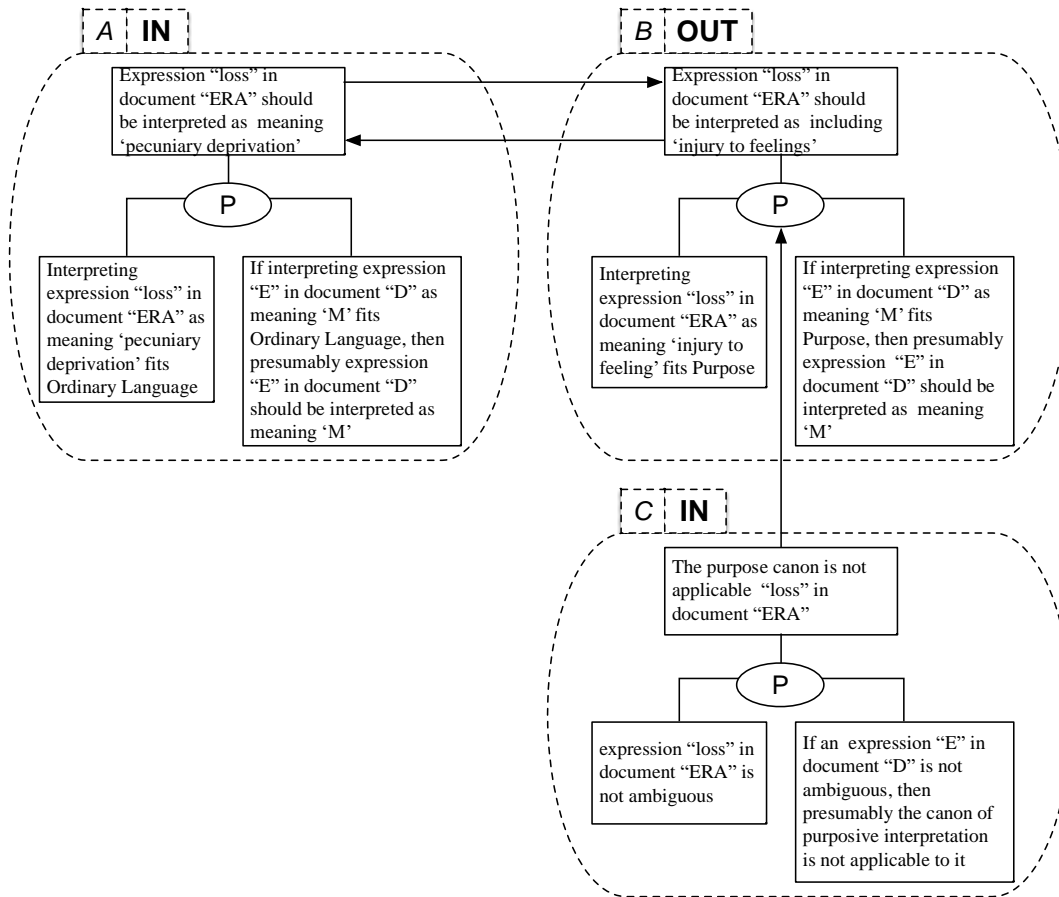 A IN
Expression “loss” in
document “ERA” should
be interpreted as meaning
‘pecuniary deprivation’
P
Interpreting
expression “loss” in
document “ERA” as
meaning ‘pecuniary
deprivation’ fits
Ordinary Language
If interpreting expression
“E” in document “D” as
meaning ‘M’ fits
Ordinary Language, then
presumably expression
“E” in document “D”
should be interpreted as
meaning ‘M’
B OUT
Expression “loss” in
document “ERA” should
be interpreted as including
‘injury to feelings’
P
Interpreting
expression “loss” in
document “ERA” as
meaning ‘injury to
feeling’ fits Purpose
If interpreting expression
“E” in document “D” as
meaning ‘M’ fits
Purpose, then presumably
expression “E” in
document “D” should be
interpreted as meaning
‘M’
C IN
The purpose canon is not
applicable “loss” in
document “ERA”
P
expression “loss” in
document “ERA” is
not ambiguous
If an expression “E” in
document “D” is not
ambiguous, then
presumably the canon of
purposive interpretation
is not applicable to it